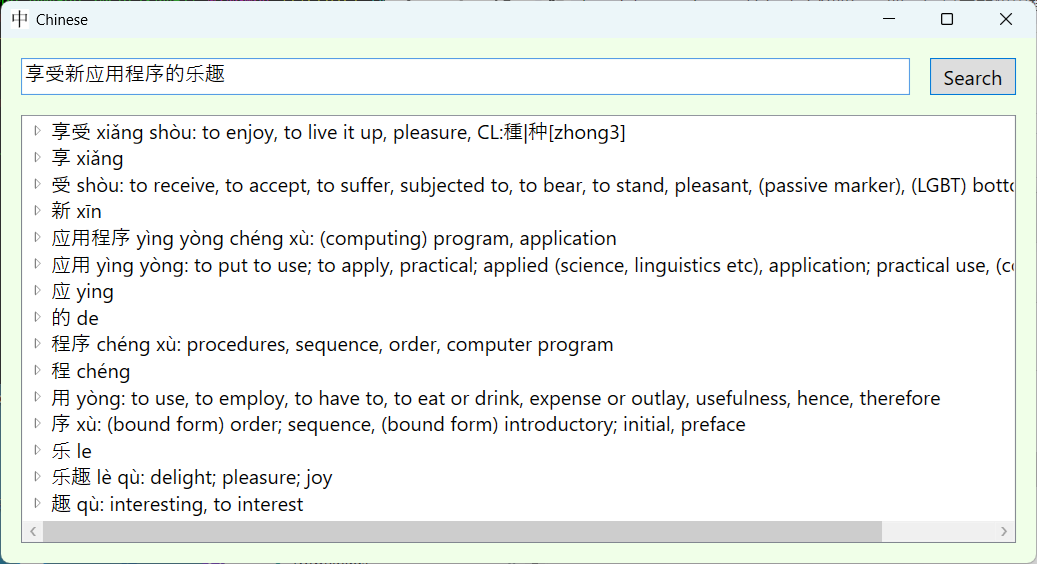 中 Chinese
享受新应用程序的乐趣
Search
享受 xiǎng shòu: to enjoy, to live it up, pleasure, CL:種|种[zhong3]
享 xiǎng
受 shòu: to receive, to accept, to suffer, subjected to, to bear, to stand, pleasant, (passive marker), (LGBT) botto
新 xīn
应用程序 yìng yòng chéng xù: (computing) program, application
应用 yìng yòng: to put to use; to apply, practical; applied (science, linguistics etc), application; practical use, (co
应 ying
的 de
程序 chéng xù: procedures, sequence, order, computer program
程 chéng
用 yòng: to use, to employ, to have to, to eat or drink, expense or outlay, usefulness, hence, therefore
序 xù: (bound form) order; sequence, (bound form) introductory; initial, preface
乐 le
乐趣 lè qù: delight; pleasure; joy
趣 qù: interesting, to interest